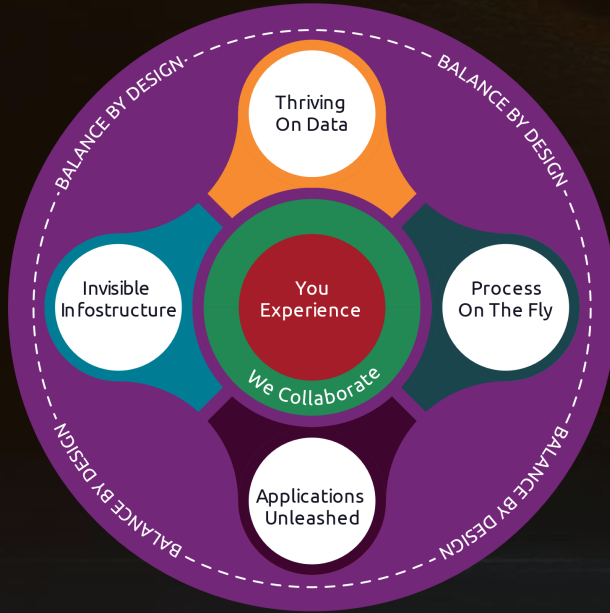 BALANCE BY DESIGN
BALANCE BY DESIGN
Thriving
On Data
Invisible
Infostructure
You
Experience
Process
On The Fly
We Collaborate
Applications
Unleashed
BALANCE BY DESIGN
BALANCE BY DESIGN